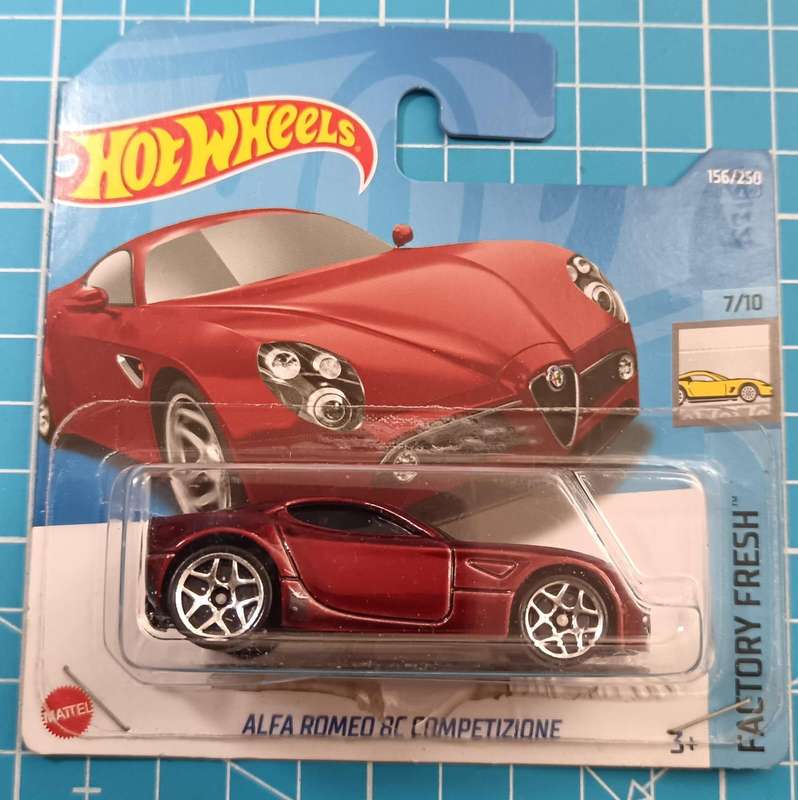 HOT WHEELS
156/250
7/10
FACTORY FRESH™
MATTEL
ALFA ROMEO 8C COMPETIZIONE
3+